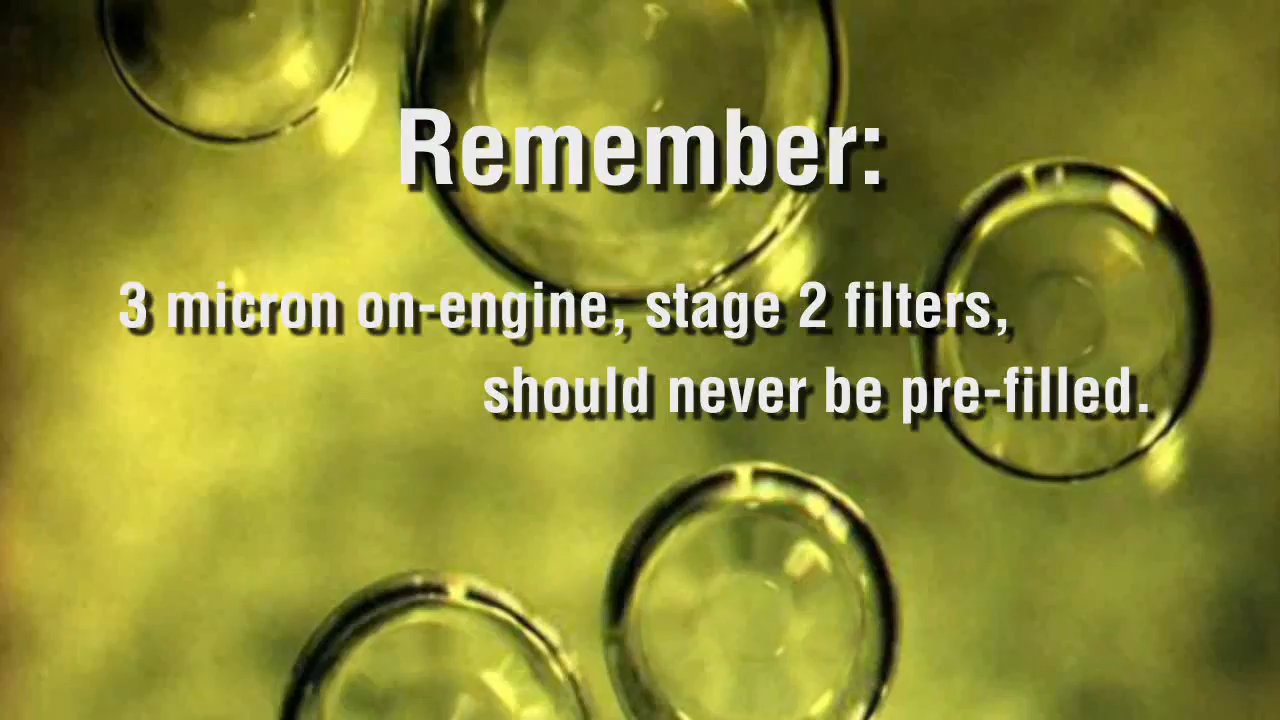 Remember:
3 micron on-engine, stage 2 filters,
should never be pre-filled.